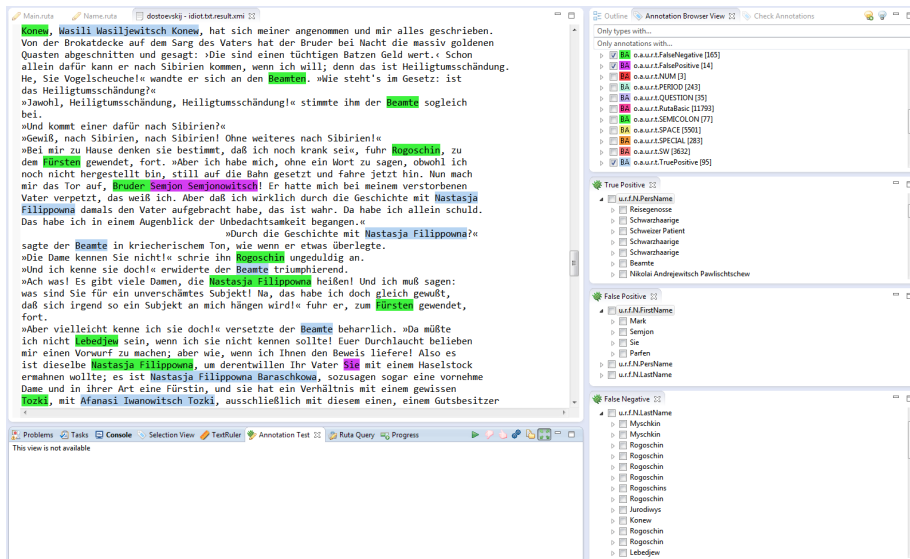 Main.ruta
Name.ruta
dostoevskij - idiot.txt.result.xmi
Konew, Wasili Wasiljewitsch Konew, hat sich meiner angenommen und mir alles geschrieben.
Von der Brokatdecke auf dem Sarg des Vaters hat der Bruder bei Nacht die massiv goldenen
Quasten abgeschnitten und gesagt: ›Die sind einen tüchtigen Batzen Geld wert.‹ Schon
allein dafür kann er nach Sibirien kommen, wenn ich will; denn das ist Heiligtumsschändung.
He, Sie Vogelscheuche!« wandte er sich an den Beamten. »Wie steht's im Gesetz: ist
das Heiligtumsschändung?«
»Jawohl, Heiligtumsschändung, Heiligtumsschändung!« stimmte ihm der Beamte sogleich
bei.
»Und kommt einer dafür nach Sibirien?«
»Gewiß, nach Sibirien, nach Sibirien! Ohne weiteres nach Sibirien!«
»Bei mir zu Hause denken sie bestimmt, daß ich noch krank sei«, fuhr Rogoschin, zu
dem Fürsten gewendet, fort. »Aber ich habe mich, ohne ein Wort zu sagen, obwohl ich
noch nicht hergestellt bin, still auf die Bahn gesetzt und fahre jetzt hin. Nun mach
mir das Tor auf, Bruder Semjon Semjonowitsch! Er hatte mich bei meinem verstorbenen
Vater verpetzt, das weiß ich. Aber daß ich wirklich durch die Geschichte mit Nastasja
Filippowna damals den Vater aufgebracht habe, das ist wahr. Da habe ich allein schuld.
Das habe ich in einem Augenblick der Unbedachtsamkeit begangen.«
»Durch die Geschichte mit Nastasja Filippowna?«
sagte der Beamte in kriecherischem Ton, wie wenn er etwas überlegte.
»Die Dame kennen Sie nicht!« schrie ihn Rogoschin ungeduldig an.
»Und ich kenne sie doch!« erwiderte der Beamte triumphierend.
»Ach was! Es gibt viele Damen, die Nastasja Filippowna heißen! Und ich muß sagen:
was sind Sie für ein unverschämtes Subjekt! Na, das habe ich doch gleich gewußt,
daß sich irgend so ein Subjekt an mich hängen wird!« fuhr er, zum Fürsten gewendet,
fort.
»Aber vielleicht kenne ich sie doch!« versetzte der Beamte beharrlich. »Da müßte
ich nicht Lebedjew sein, wenn ich sie nicht kennen sollte! Euer Durchlaucht belieben
mir einen Vorwurf zu machen; aber wie, wenn ich Ihnen den Beweis liefere! Also es
ist dieselbe Nastasja Filippowna, um derentwillen Ihr Vater Sie mit einem Haselstock
ermahnen wollte; es ist Nastasja Filippowna Baraschkowa, sozusagen sogar eine vornehme
Dame und in ihrer Art eine Fürstin, und sie hat ein Verhältnis mit einem gewissen
Tozki, mit Afanasi Iwanowitsch Tozki, ausschließlich mit diesem einen, einem Gutsbesitzer
Problems
Tasks
Console
Selection View
TextRuler
Annotation Test
Ruta Query
Progress
This view is not available
Outline
Annotation Browser View
Check Annotations
Only types with...
Only annotations with...
BA o.a.u.r.t.FalseNegative [165]
BA o.a.u.r.t.FalsePositive [14]
BA o.a.u.r.t.NUM [3]
BA o.a.u.r.t.PERIOD [243]
BA o.a.u.r.t.QUESTION [35]
BA o.a.u.r.t.RutaBasic [11793]
BA o.a.u.r.t.SEMICOLON [77]
BA o.a.u.r.t.SPACE [5501]
BA o.a.u.r.t.SPECIAL [283]
BA o.a.u.r.t.SW [3632]
BA o.a.u.r.t.TruePositive [95]
True Positive
u.r.f.N.PersName
Reisegenosse
Schwarzhaarige
Schweizer Patient
Schwarzhaarige
Schwarzhaarige
Beamte
Nikolai Andrejewitsch Pawlischtschew
False Positive
u.r.f.N.FirstName
Mark
Semjon
Sie
Parfen
u.r.f.N.PersName
u.r.f.N.LastName
False Negative
u.r.f.N.LastName
Myschkin
Myschkin
Rogoschin
Rogoschin
Rogoschin
Rogoschin
Rogoschins
Rogoschin
Jurodiwys
Konew
Rogoschin
Rogoschin
Lebedjew